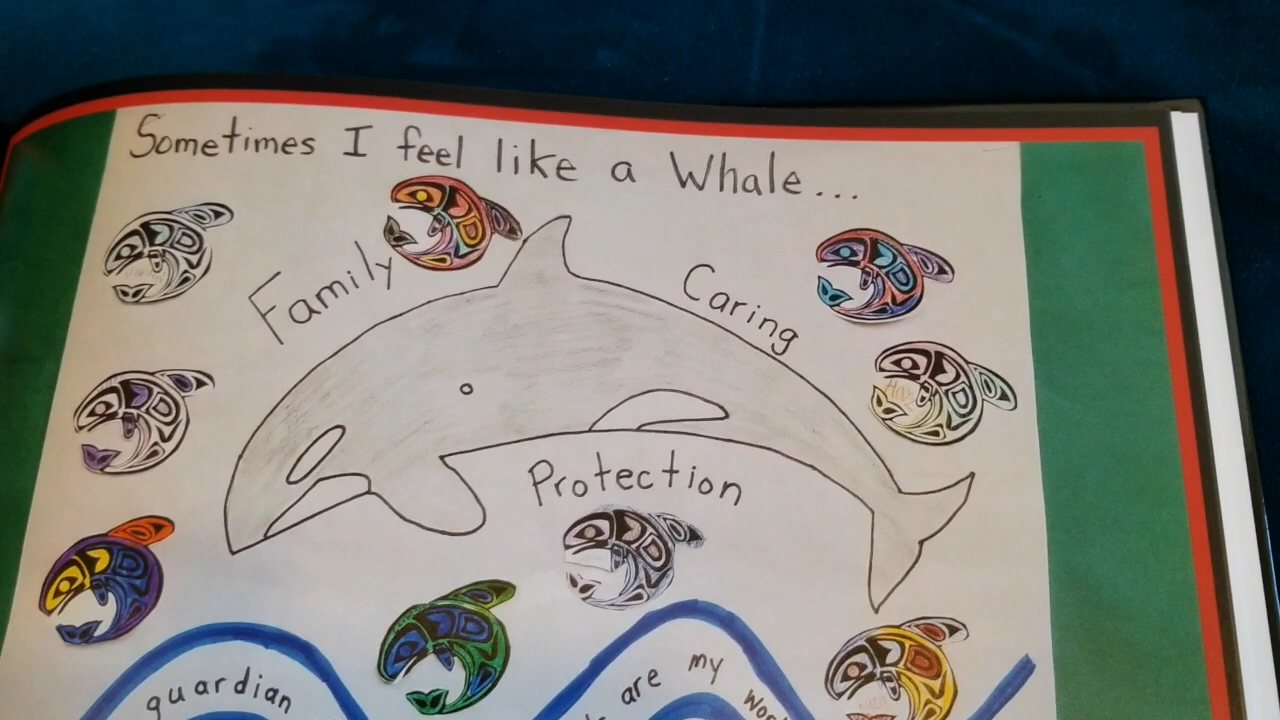 Sometimes I feel like a Whale...
Family
Caring
Protection
guardian
are my